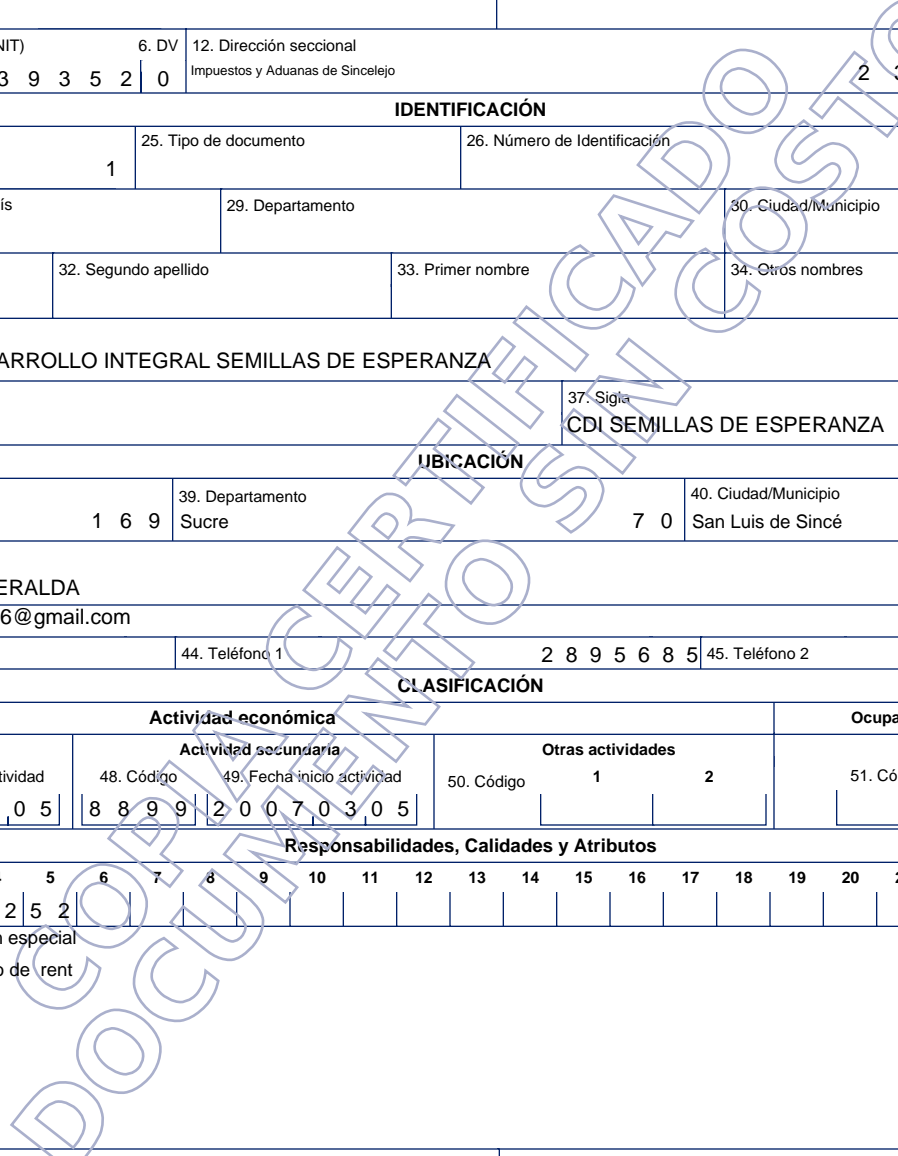 NIT) 6. DV 12. Dirección seccional
3 9 3 5 2 0 Impuestos y Aduanas de Sincelejo 2 3
IDENTIFICACIÓN
25. Tipo de documento 26. Número de Identificación
1
ís 29. Departamento 30. Ciudad/Municipio
32. Segundo apellido 33. Primer nombre 34. Otros nombres
ARROLLO INTEGRAL SEMILLAS DE ESPERANZA
37. Sigla
CDI SEMILLAS DE ESPERANZA
UBICACIÓN
39. Departamento 40. Ciudad/Municipio
1 6 9 Sucre 7 0 San Luis de Sincé
ERALDA
6@gmail.com
44. Teléfono 1 2 8 9 5 6 8 5 45. Teléfono 2
CLASIFICACIÓN
Actividad económica Ocupa
Actividad secundaria Otras actividades
tividad 48. Código 49. Fecha inicio actividad 50. Código 1 2 51. Có
0 5 8 8 9 9 2 0 0 7 0 3 0 5
Responsabilidades, Calidades y Atributos
5 6 7 8 9 10 11 12 13 14 15 16 17 18 19 20 2
2 5 2
n especial
o de rent
COPIA CERTIFICADO
DOCUMENTO SIN COSTO